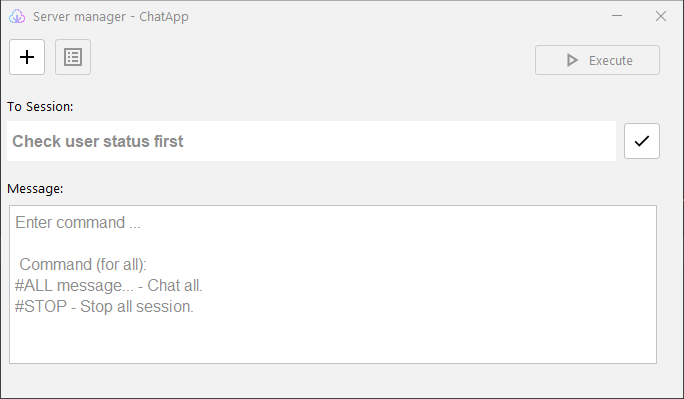 Server manager - ChatApp
Execute
To Session:
Check user status first
Message:
Enter command ...
Command (for all):
#ALL message... - Chat all.
#STOP - Stop all session.